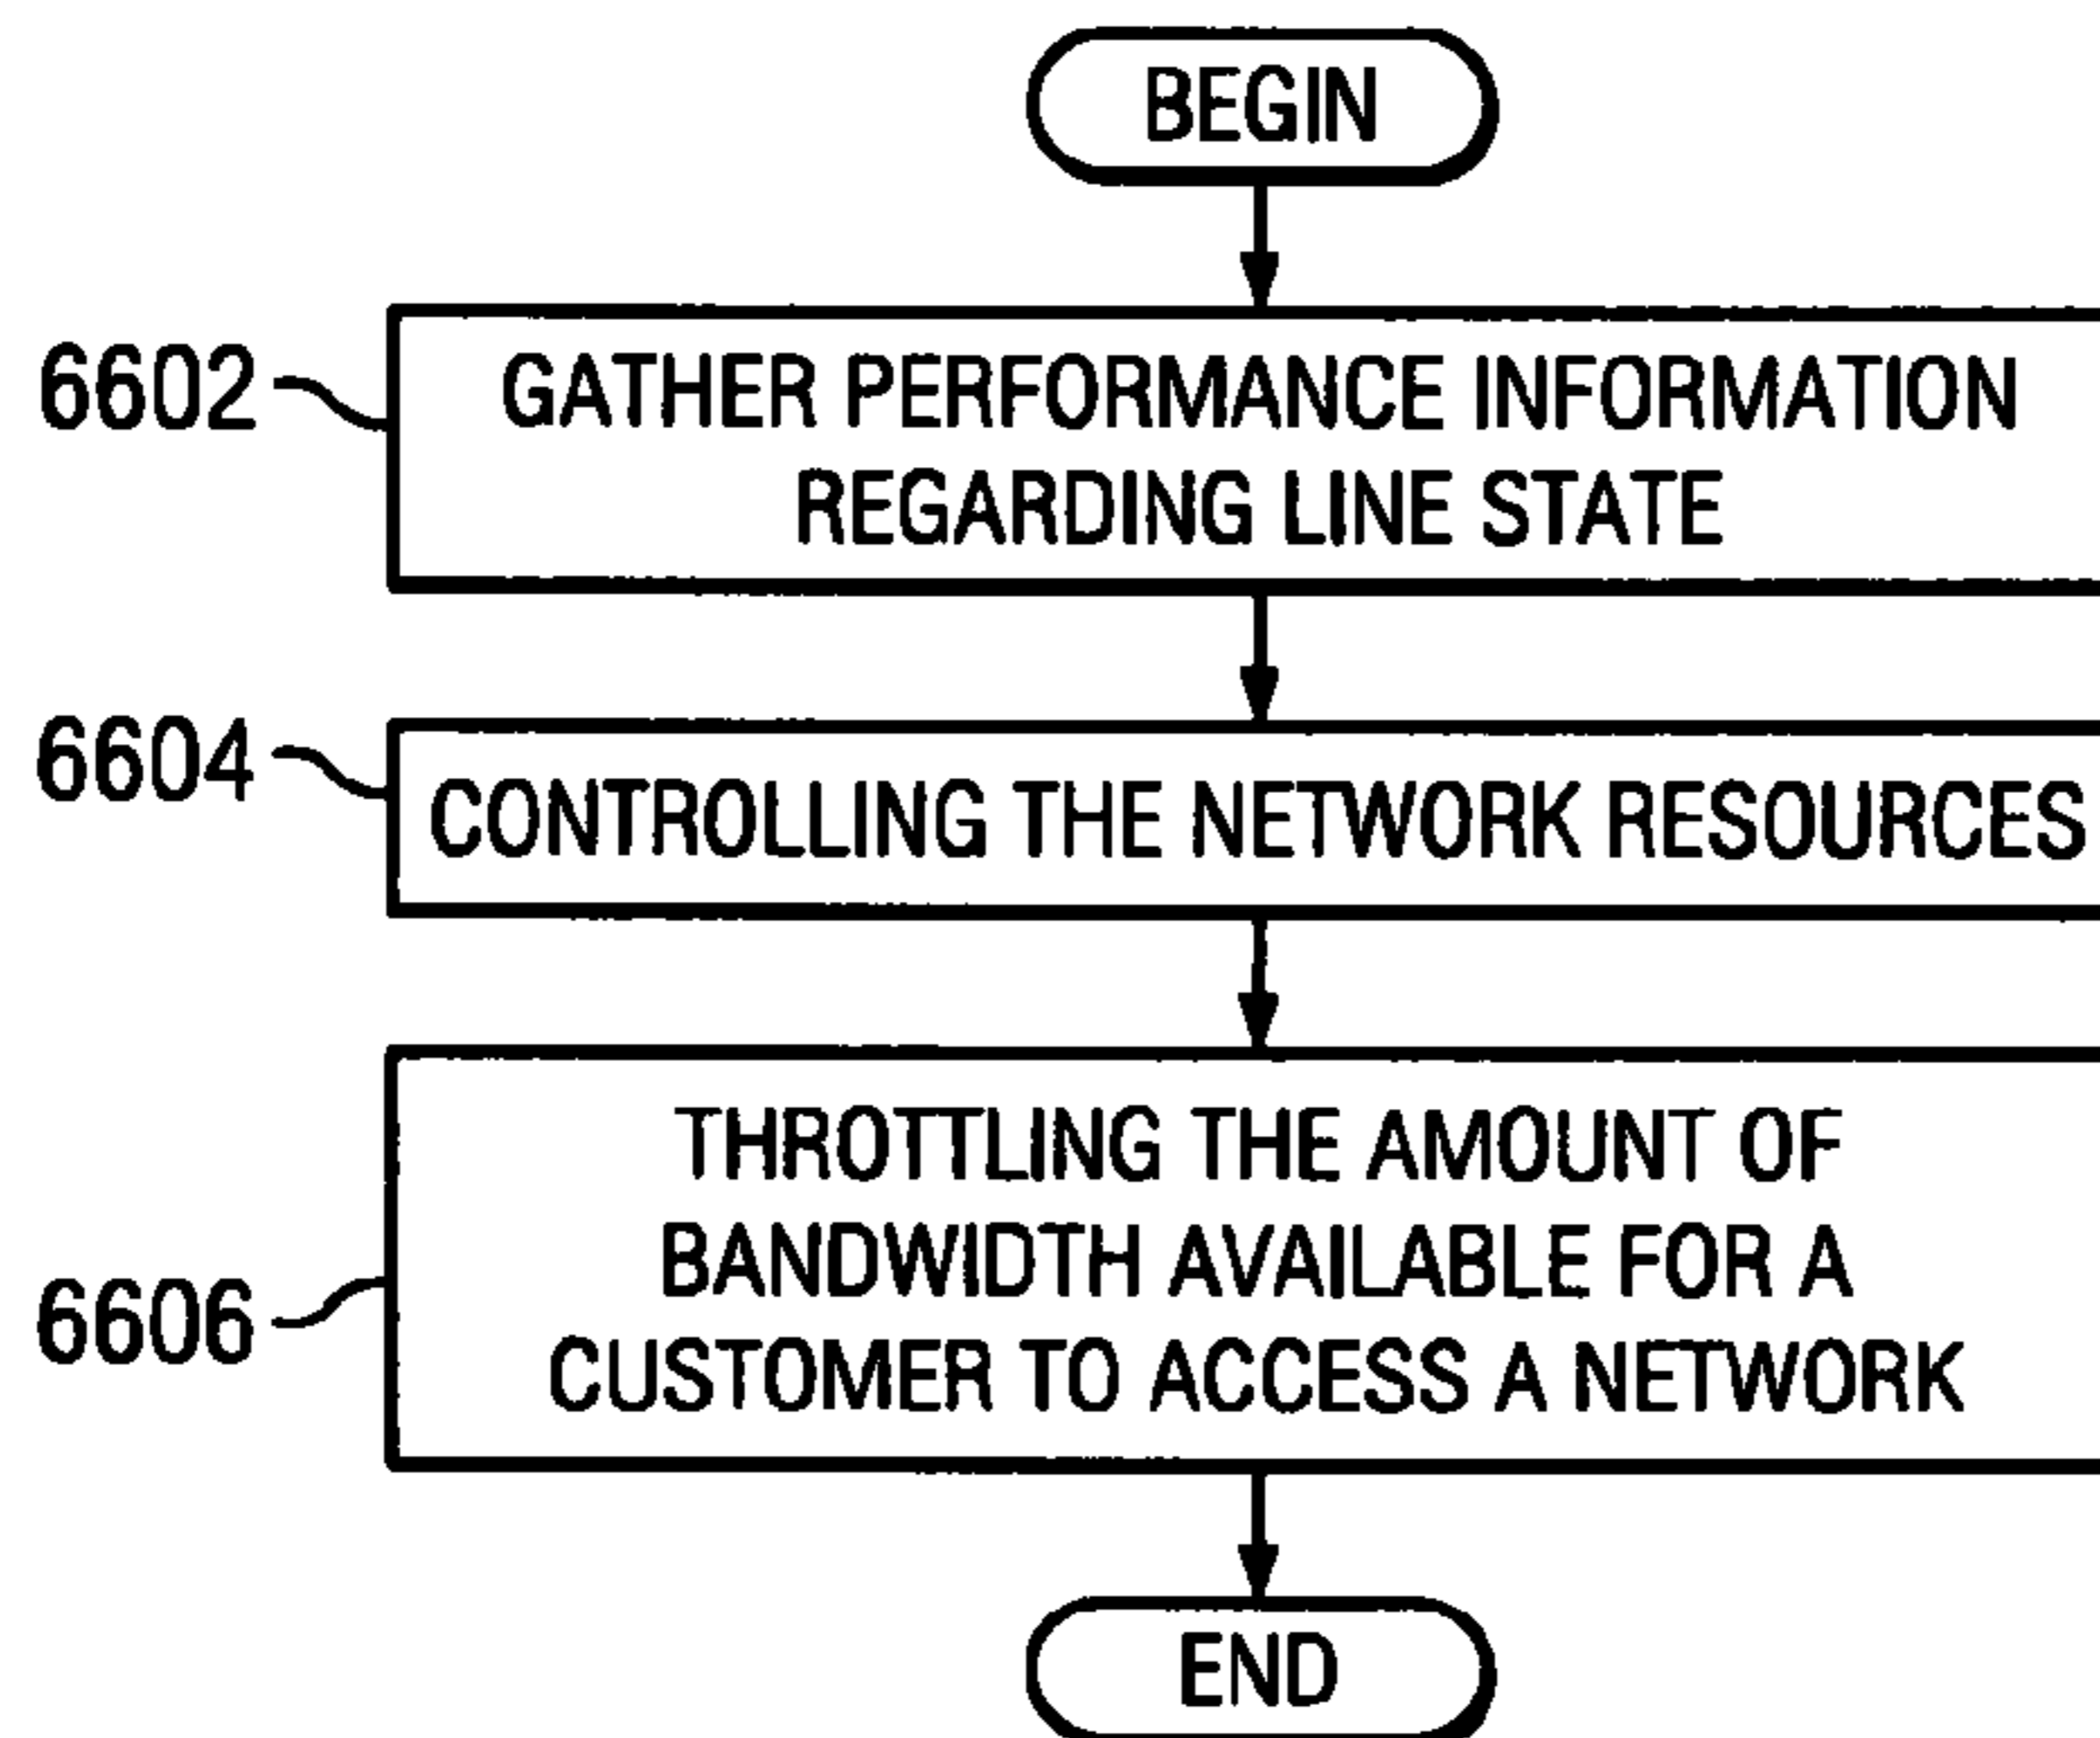 BEGIN
6602
GATHER PERFORMANCE INFORMATION
REGARDING LINE STATE
6604
CONTROLLING THE NETWORK RESOURCES
THROTTLING THE AMOUNT OF
BANDWIDTH AVAILABLE FOR A
6606
CUSTOMER TO ACCESS A NETWORK
END